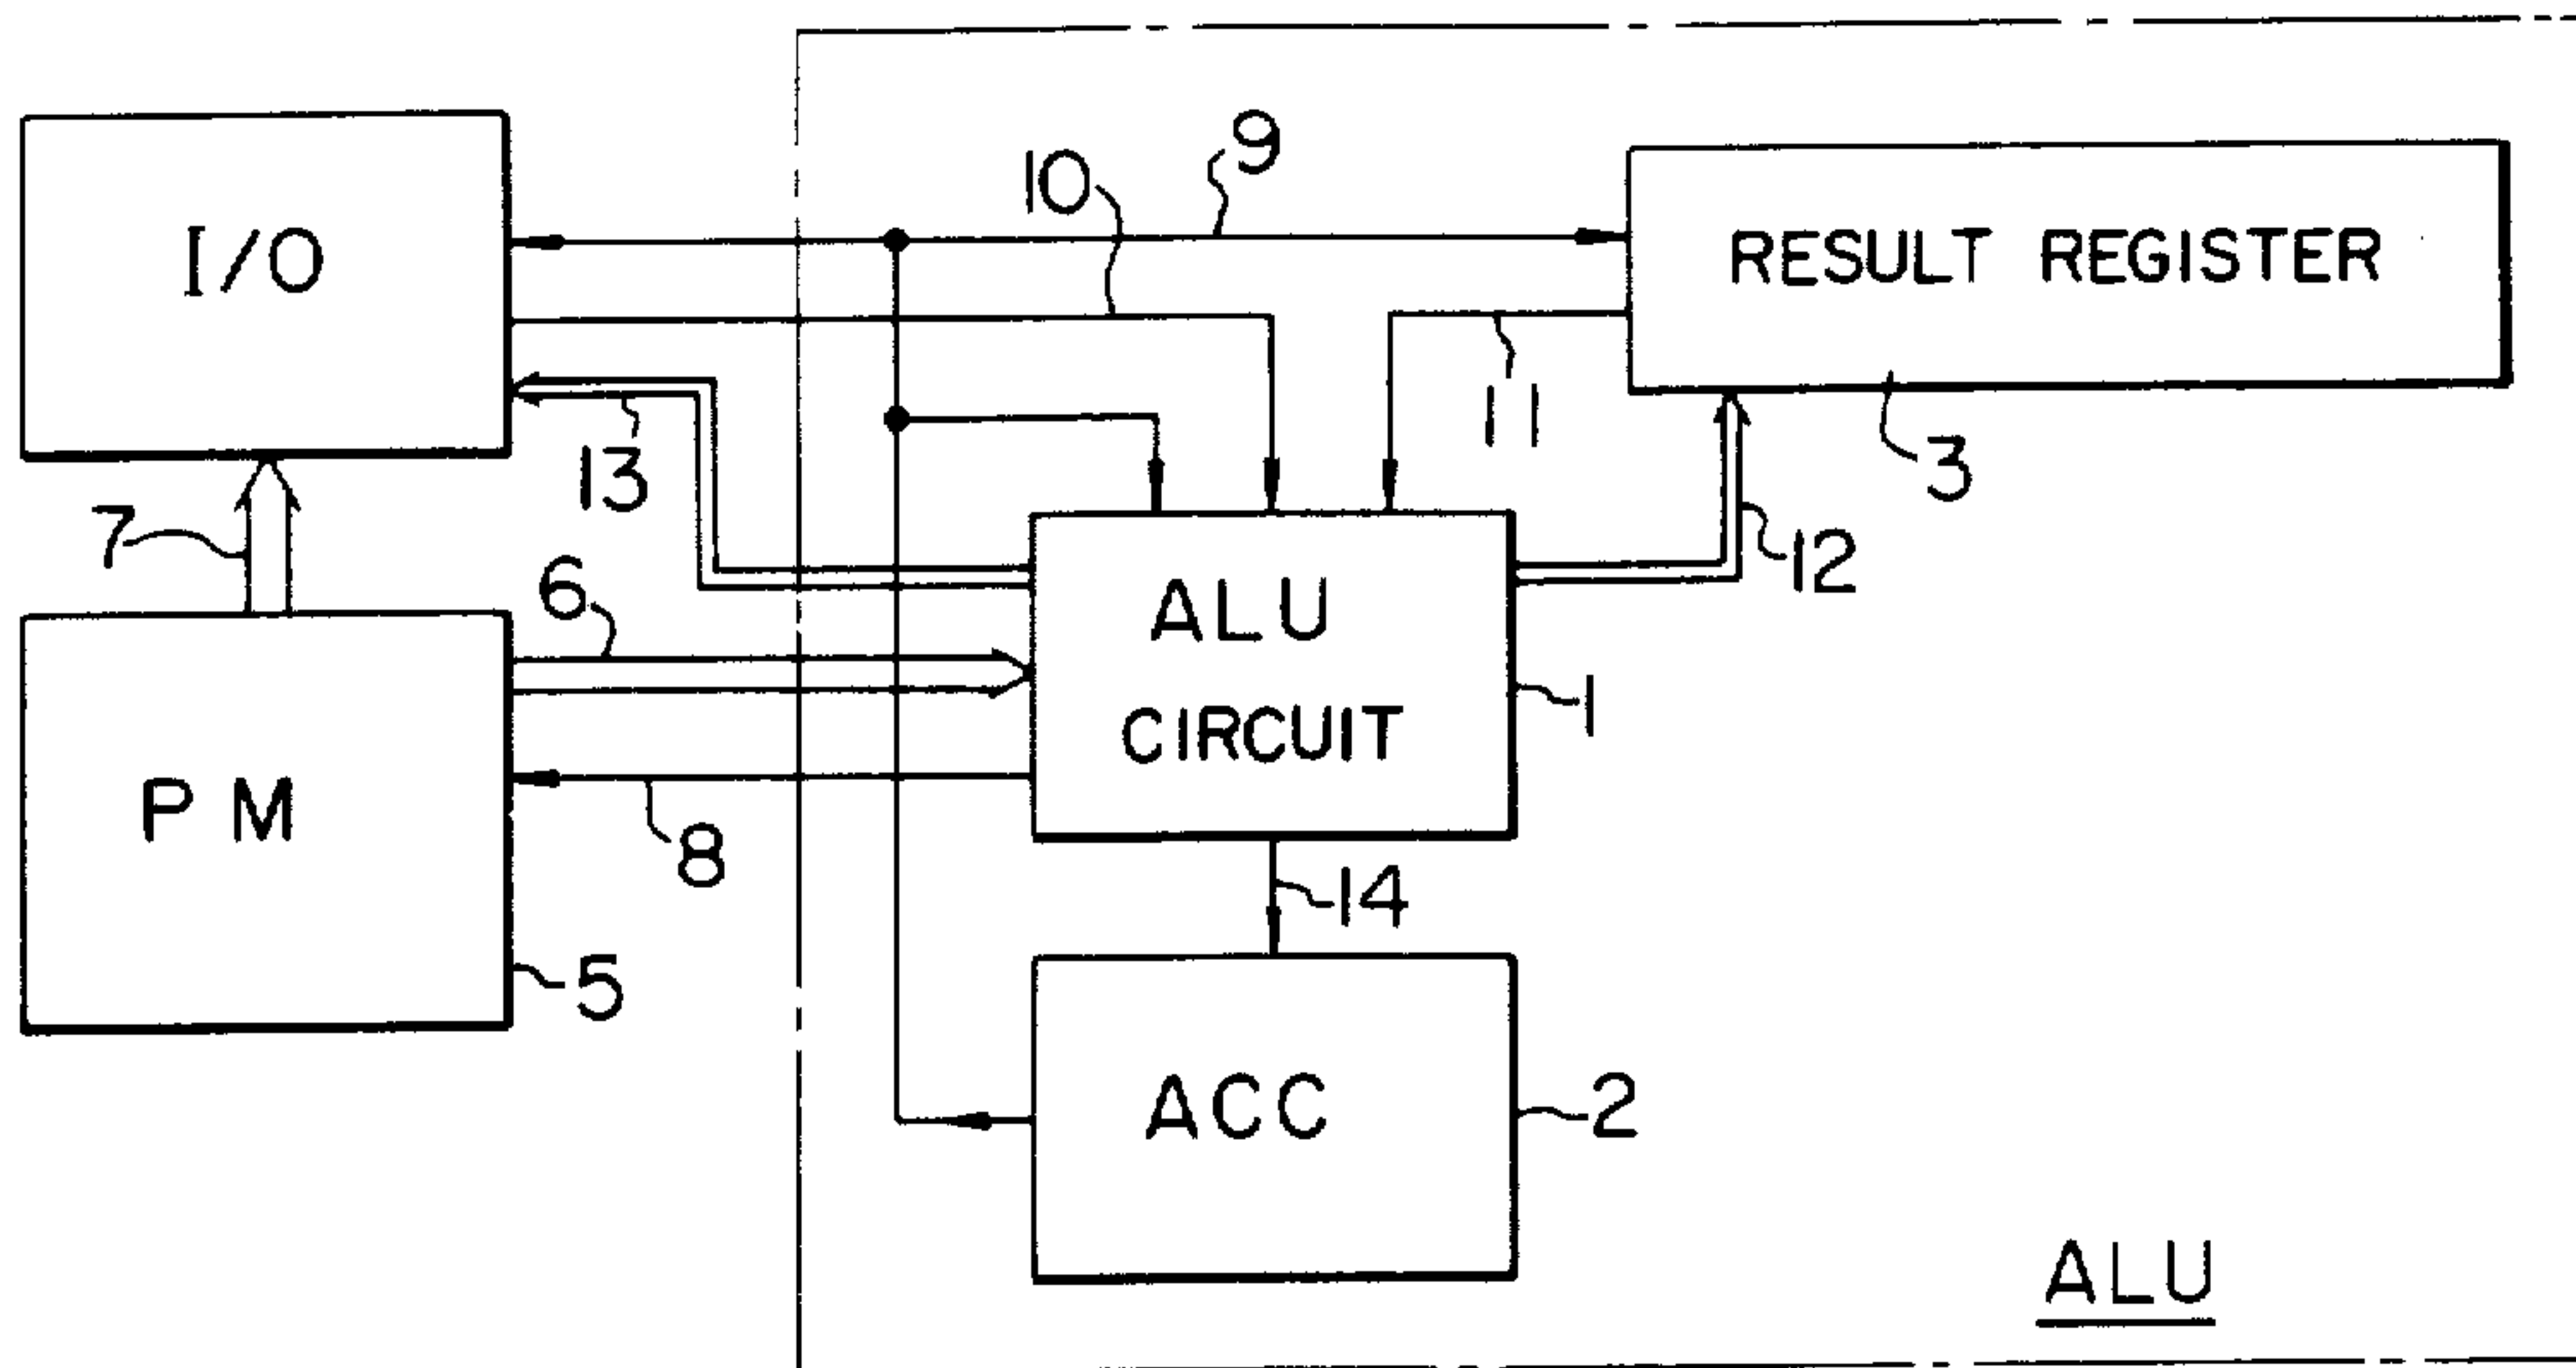 I/O
9
10
RESULT REGISTER
11
3
13
7
12
6
ALU
CIRCUIT
1
PM
8
14
5
ACC
2
ALU